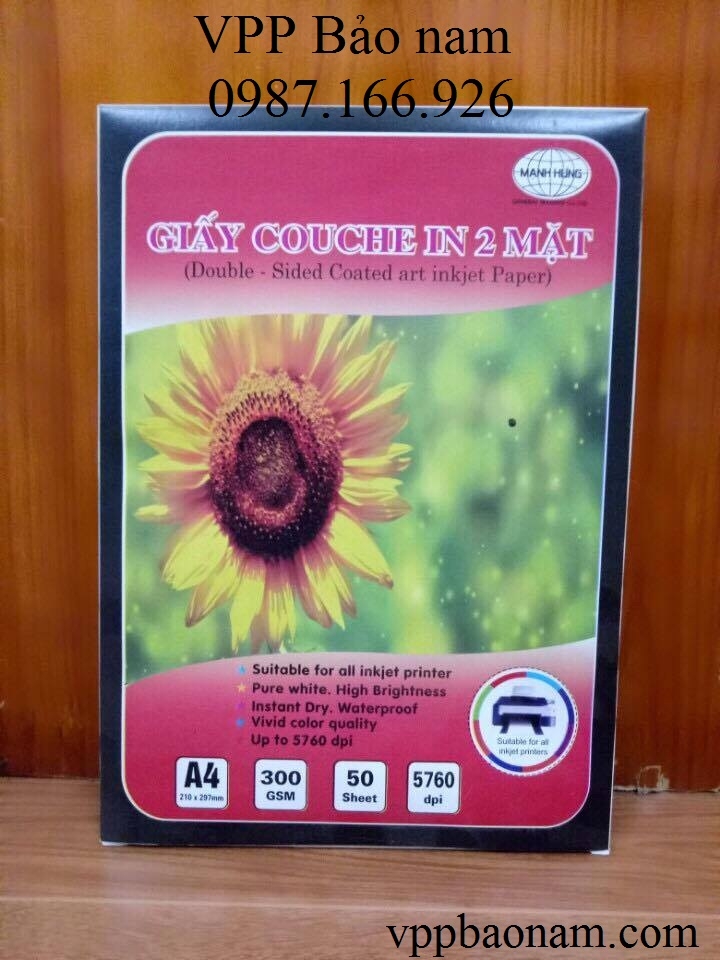 VPP Bảo nam
0987.166.926
MANH HUNG
GIẤY COUCHE IN 2 MẶT
(Double - Sided Coated art inkjet Paper)
Suitable for all inkjet printer
Pure white. High Brightness
Instant Dry. Waterproof
Vivid color quality
Up to 5760 dpi
Suitable for all
inkjet printers
A4
210 x 297mm
300
GSM
50
Sheet
5760
dpi
vppbaonam.com